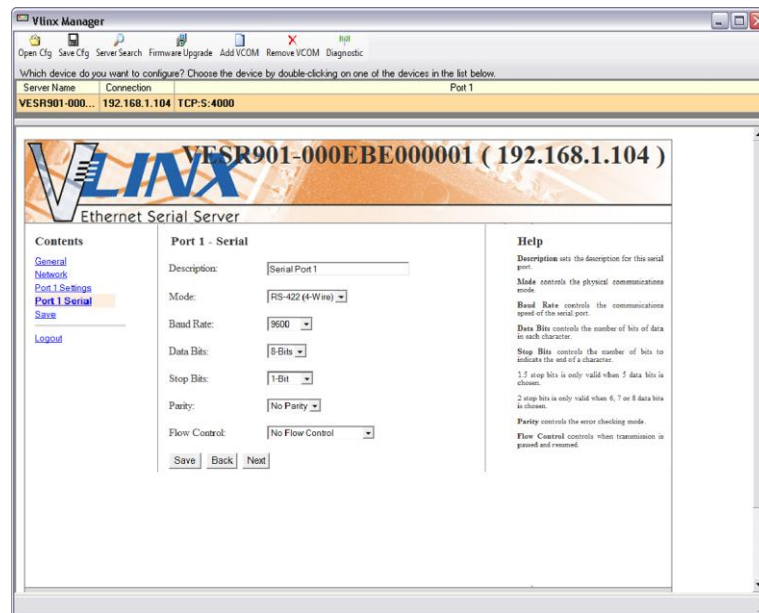 Vlinx Manager
Open Cfg Save Cfg Server Search Firmware Upgrade Add VCOM Remove VCOM Diagnostic
Which device do you want to configure? Choose the device by double-clicking on one of the devices in the list below.
Server Name Connection Port 1
VESR901-000... 192.168.1.104 TCP:S:4000
VESR901-000EBE000001 ( 192.168.1.104 )
VLINX
Ethernet Serial Server
Contents
General
Network
Port 1 Settings
Port 1 Serial
Save
Logout
Port 1 - Serial
Description: Serial Port 1
Mode: RS-422 (4-Wire)
Baud Rate: 9600
Data Bits: 8-Bits
Stop Bits: 1-Bit
Parity: No Parity
Flow Control: No Flow Control
Save Back Next
Help
Description sets the description for this serial
port.
Mode controls the physical communications
mode.
Baud Rate controls the communications
speed of the serial port.
Data Bits controls the number of bits of data
in each character.
Stop Bits controls the number of bits to
indicate the end of a character.
1.5 stop bits is only valid when 5 data bits is
chosen.
2 stop bits is only valid when 6, 7 or 8 data bits
is chosen.
Parity controls the error checking mode.
Flow Control controls when transmission is
paused and resumed.